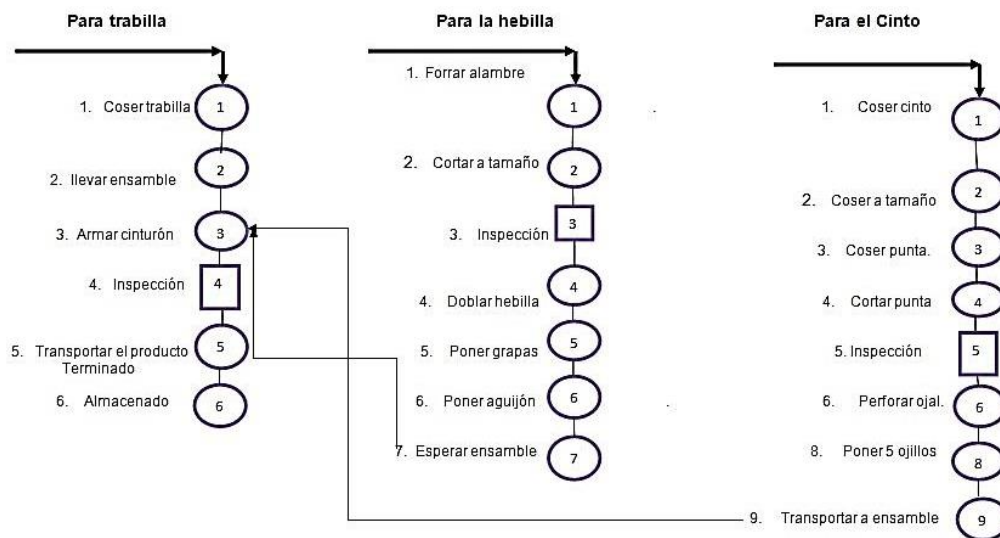 Para trabilla
1. Coser trabilla
1
2. llevar ensamble
2
3. Armar cinturón
3
4. Inspección
4
5. Transportar el producto
Terminado
5
6. Almacenado
6
Para la hebilla
1. Forrar alambre
1
2. Cortar a tamaño
2
3. Inspección
3
4. Doblar hebilla
4
5. Poner grapas
5
6. Poner aguijón
6
7. Esperar ensamble
7
Para el Cinto
1. Coser cinto
1
2. Coser a tamaño
2
3. Coser punta.
3
4. Cortar punta
4
5. Inspección
5
6. Perforar ojal.
6
8. Poner 5 ojillos
8
9. Transportar a ensamble
9